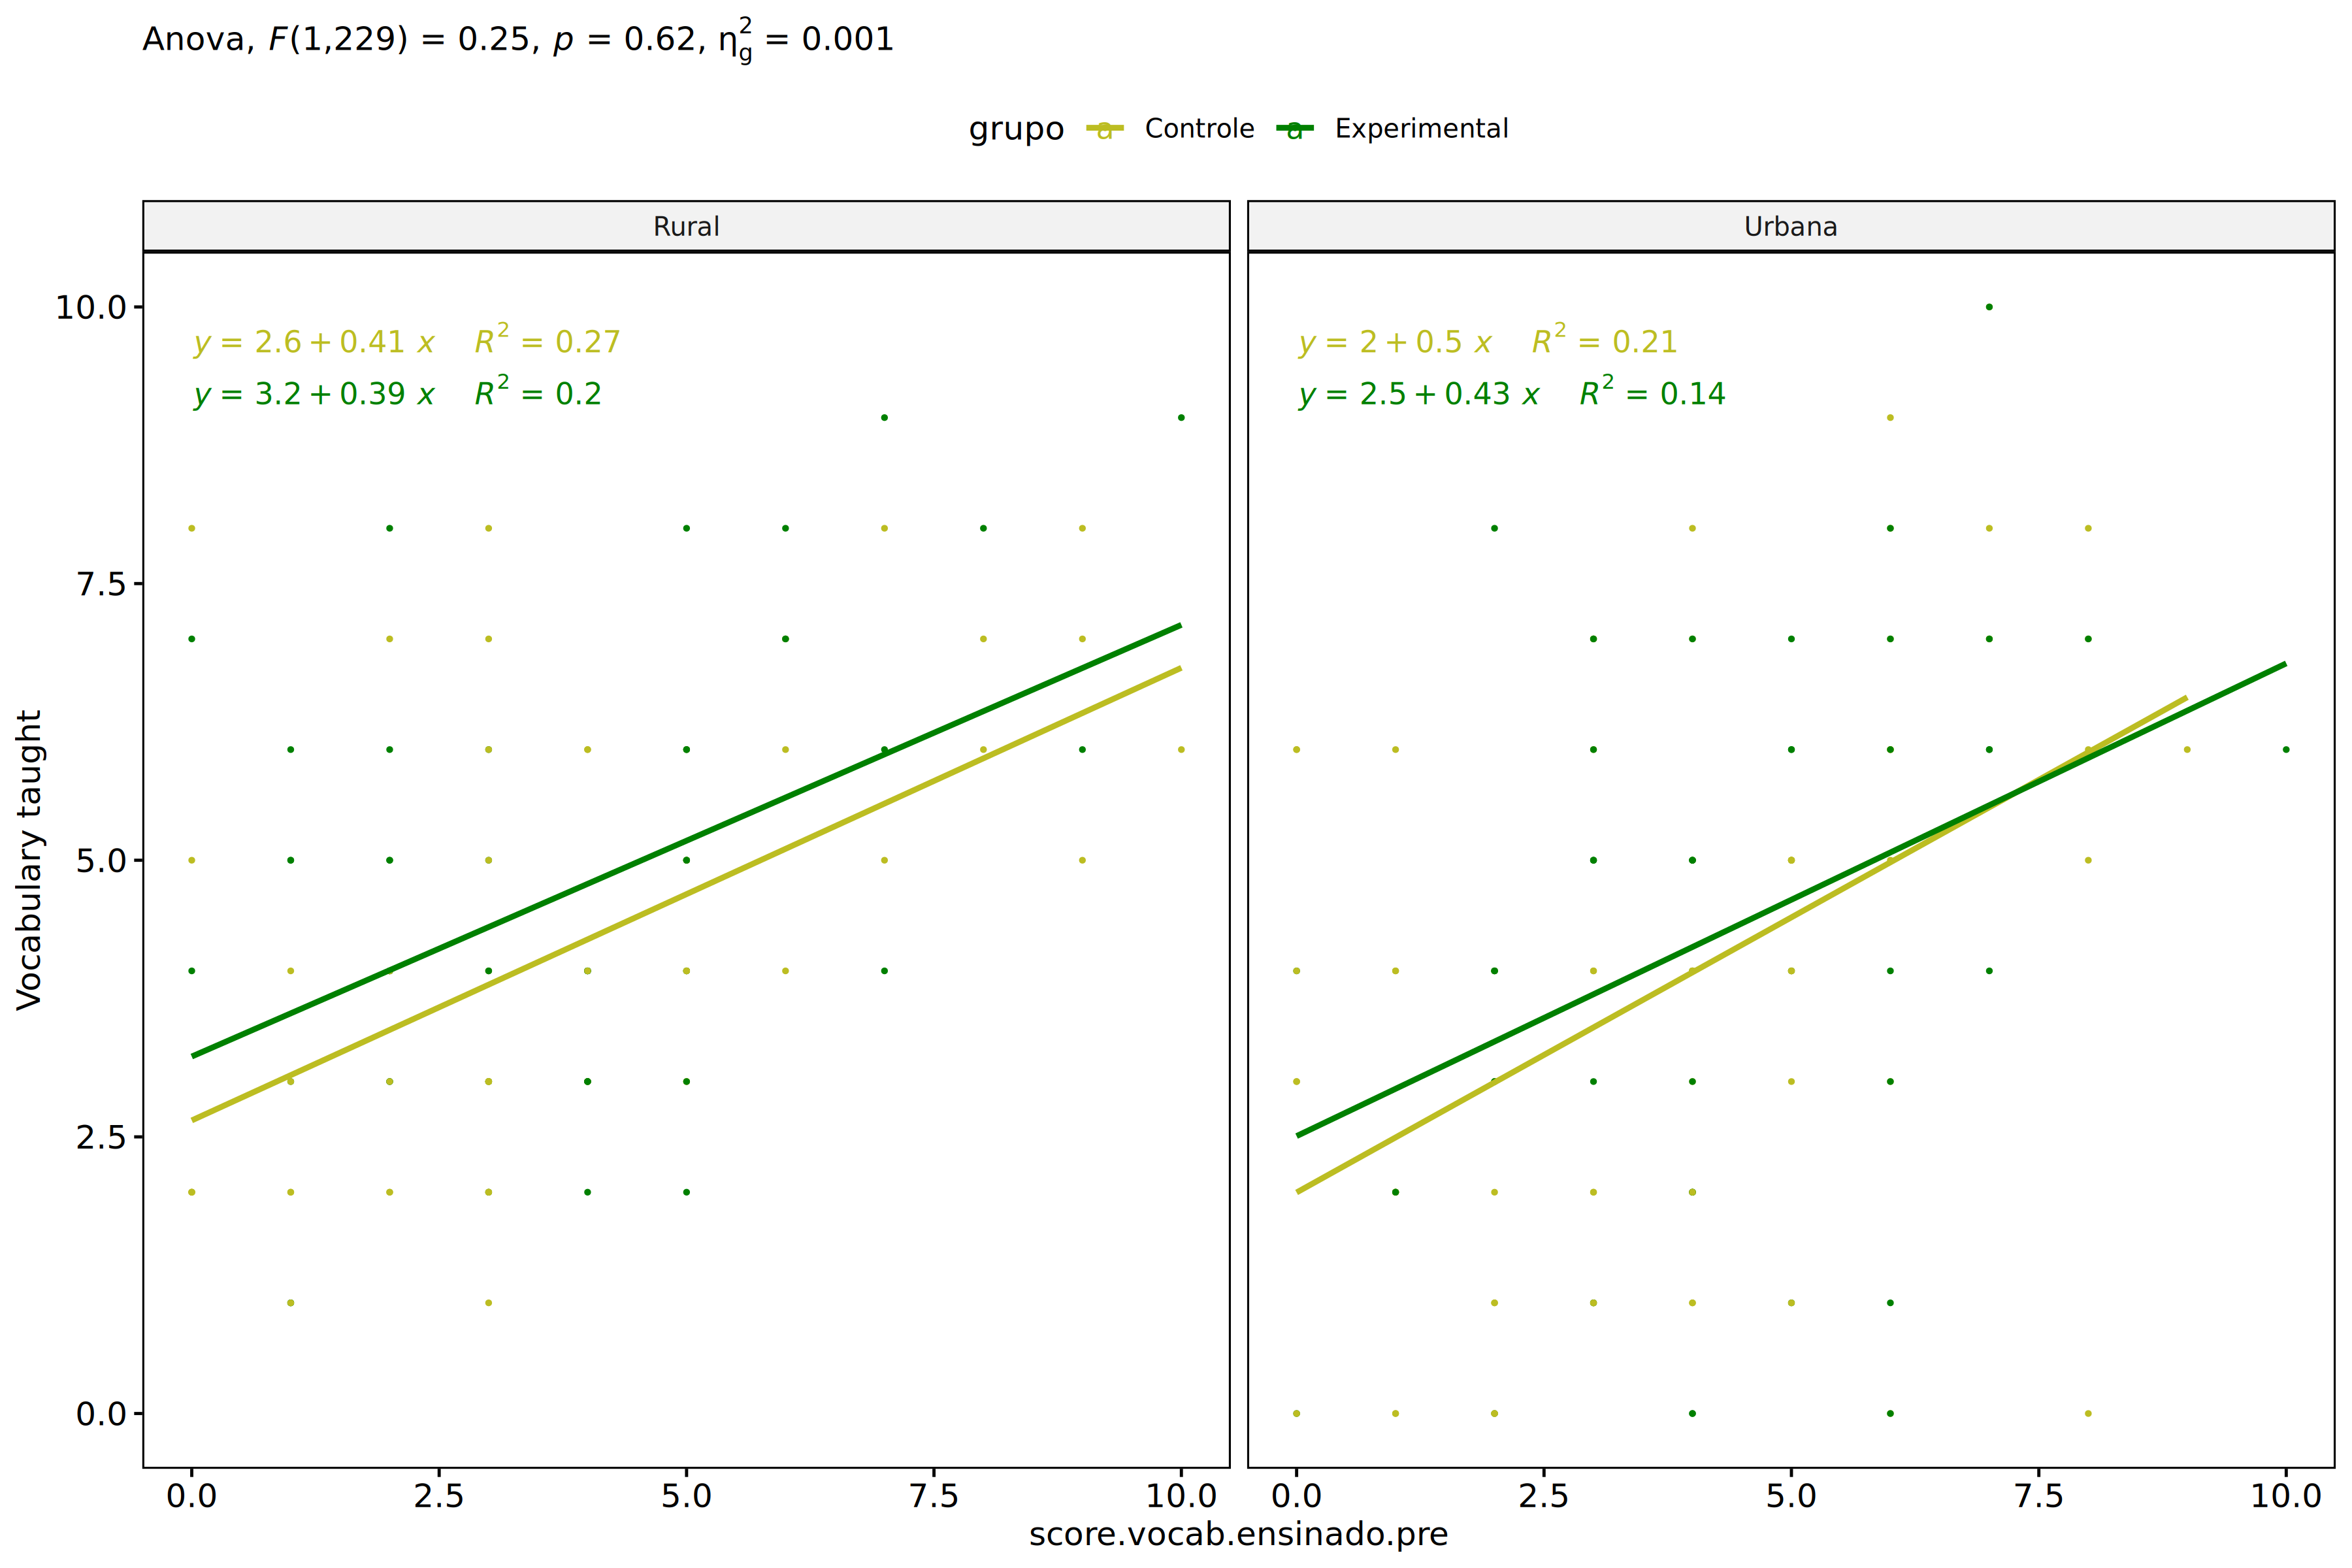 Anova, F(1,229) = 0.25, p = 0.62, η²g = 0.001
grupo a Controle a Experimental
Rural
Urbana
y = 2.6 + 0.41 x R² = 0.27
y = 3.2 + 0.39 x R² = 0.2
y = 2 + 0.5 x R² = 0.21
y = 2.5 + 0.43 x R² = 0.14
Vocabulary taught
10.0
7.5
5.0
2.5
0.0
0.0 2.5 5.0 7.5 10.0
0.0 2.5 5.0 7.5 10.0
score.vocab.ensinado.pre